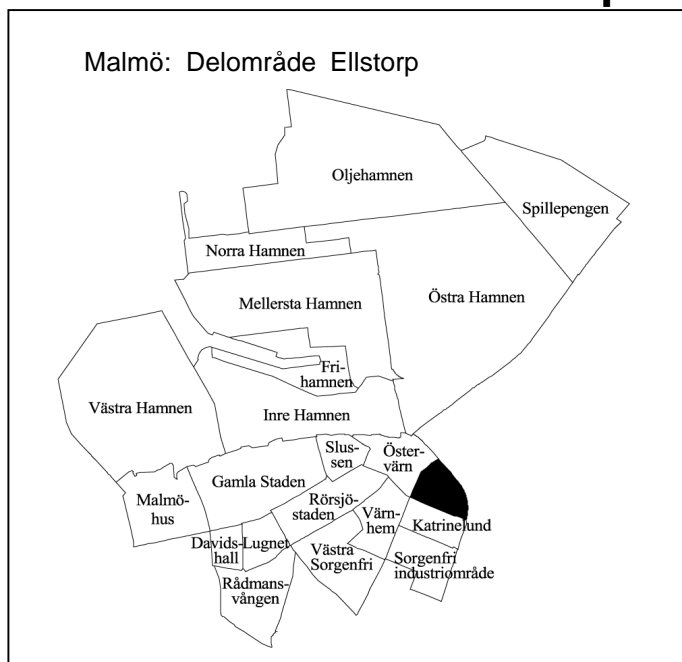 Malmö: Delområde Ellstorp
Oljehamnen
Spillepengen
Norra Hamnen
Mellersta Hamnen
Östra Hamnen
Fri-
hamnen
Västra Hamnen
Inre Hamnen
Slus-
sen
Öster-
värn
Gamla Staden
Malmö-
hus
Rörsjö-
staden
Värn-
hem
Katrinelund
Davids-
hall
Lugnet
Västra
Sorgenfri
Sorgenfri
industriområde
Rådmans-
vången